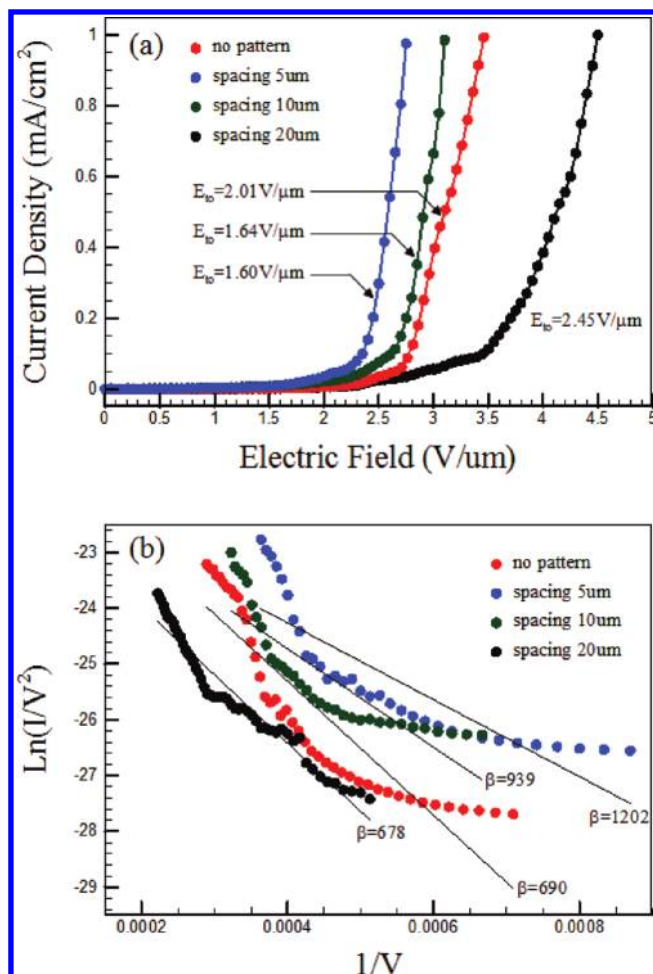 (a)
no pattern
spacing 5um
spacing 10um
spacing 20um
E_to=2.01V/μm
E_to=1.64V/μm
E_to=1.60V/μm
E_to=2.45V/μm
Current Density (mA/cm²)
1
0.8
0.6
0.4
0.2
0
0 0.5 1 1.5 2 2.5 3 3.5 4 4.5 5
Electric Field (V/um)
(b)
no pattern
spacing 5um
spacing 10um
spacing 20um
Ln(I/V²)
-23
-24
-25
-26
-27
-28
-29
β=939
β=1202
β=678
β=690
0.0002 0.0004 0.0006 0.0008
1/V